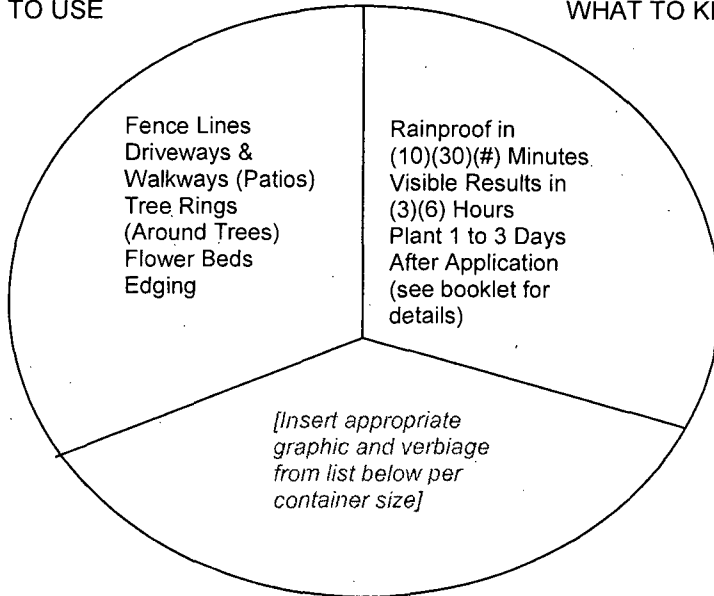 TO USE
WHAT TO
Fence Lines
Driveways &
Walkways (Patios)
Tree Rings
(Around Trees)
Flower Beds
Edging
Rainproof in
(10)(30)(#) Minutes
Visible Results in
(3)(6) Hours
Plant 1 to 3 Days
After Application
(see booklet for
details)
[Insert appropriate
graphic and verbiage
from list below per
container size]